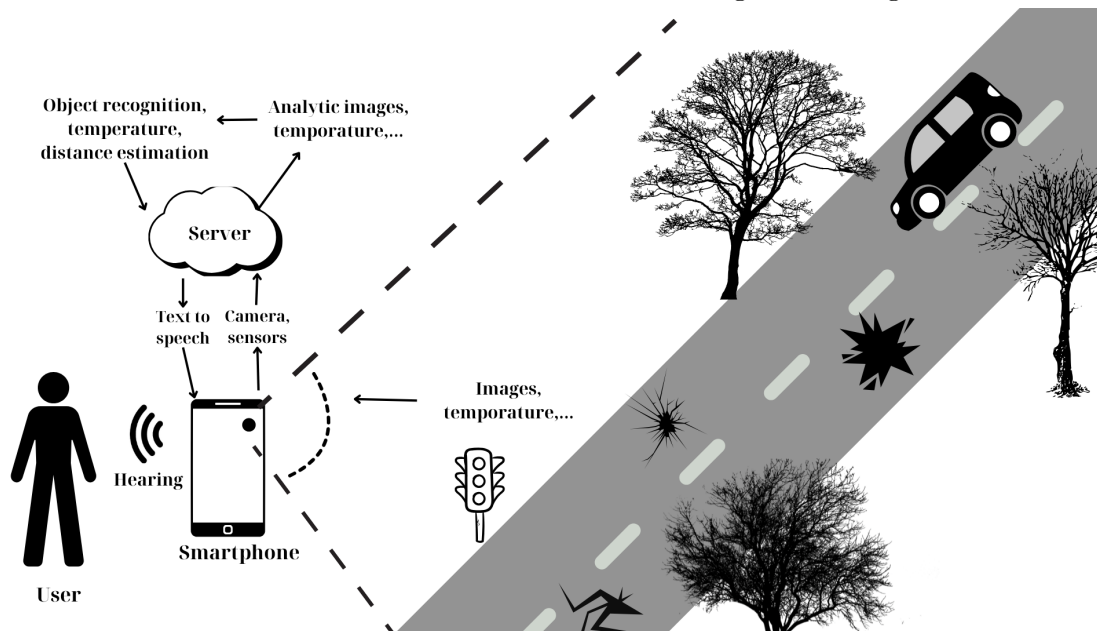 Object recognition,
temperature,
distance estimation
Analytic images,
temporature,...
Server
Text to
speech
Camera,
sensors
Images,
temporature,...
Hearing
Smartphone
User